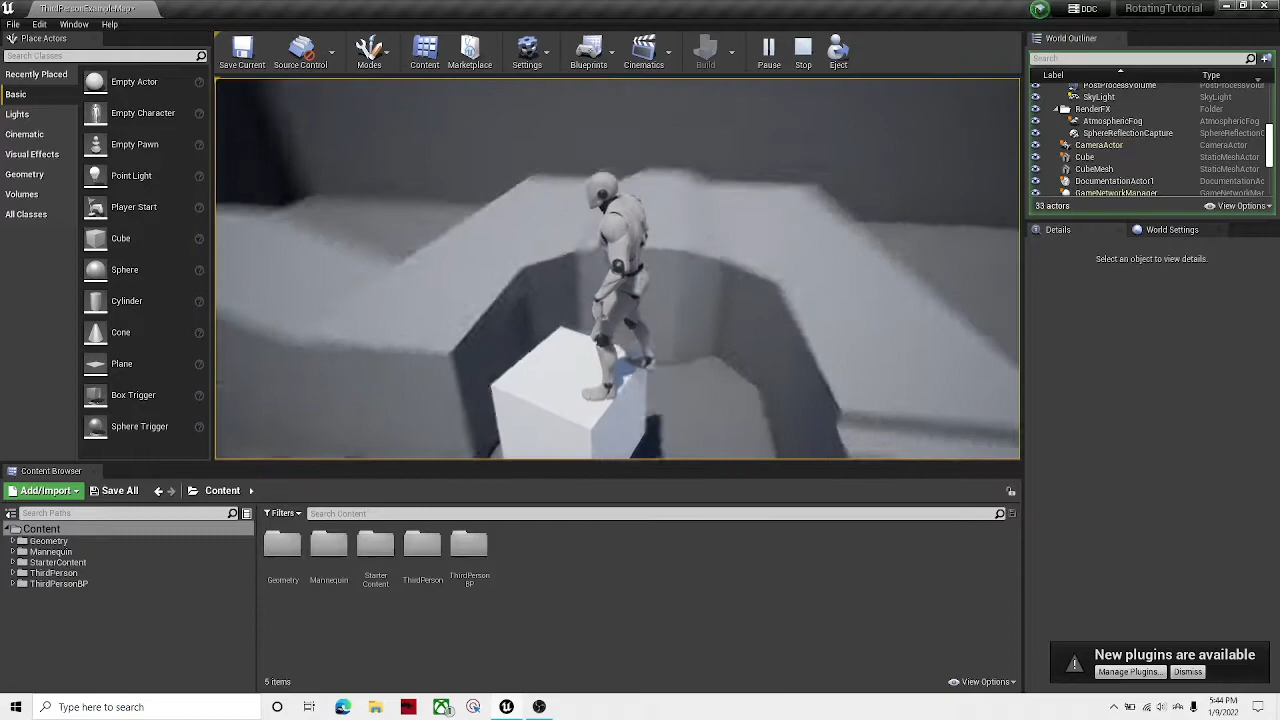 ThirdPersonExampleMap*
DDC
RotatingTutorial
File Edit Window Help
Place Actors
Search Classes
Recently Placed
Basic
Lights
Cinematic
Visual Effects
Geometry
Volumes
All Classes
Empty Actor
Empty Character
Empty Pawn
Point Light
Player Start
Cube
Sphere
Cylinder
Cone
Plane
Box Trigger
Sphere Trigger
Save Current
Source Control
Modes
Content
Marketplace
Settings
Blueprints
Cinematics
Build
Pause
Stop
Eject
World Outliner
Search
Label Type
PostProcessVolume PostProcessVolu
SkyLight SkyLight
RenderFX Folder
AtmosphericFog AtmosphericFog
SphereReflectionCapture SphereReflectionC
CameraActor CameraActor
Cube StaticMeshActor
CubeMesh StaticMeshActor
DocumentationActor1 DocumentationAc
GameNetworkManager GameNetworkMan
33 actors View Options
Details World Settings
Select an object to view details.
Content Browser
Add/Import Save All Content
Search Paths
Content
Geometry
Mannequin
StarterContent
ThirdPerson
ThirdPersonBP
Filters Search Content
Geometry
Mannequin
Starter
Content
ThirdPerson
ThirdPerson
BP
5 items View Options
New plugins are available
Manage Plugins... Dismiss
Type here to search
5:44 PM
1/9/2022